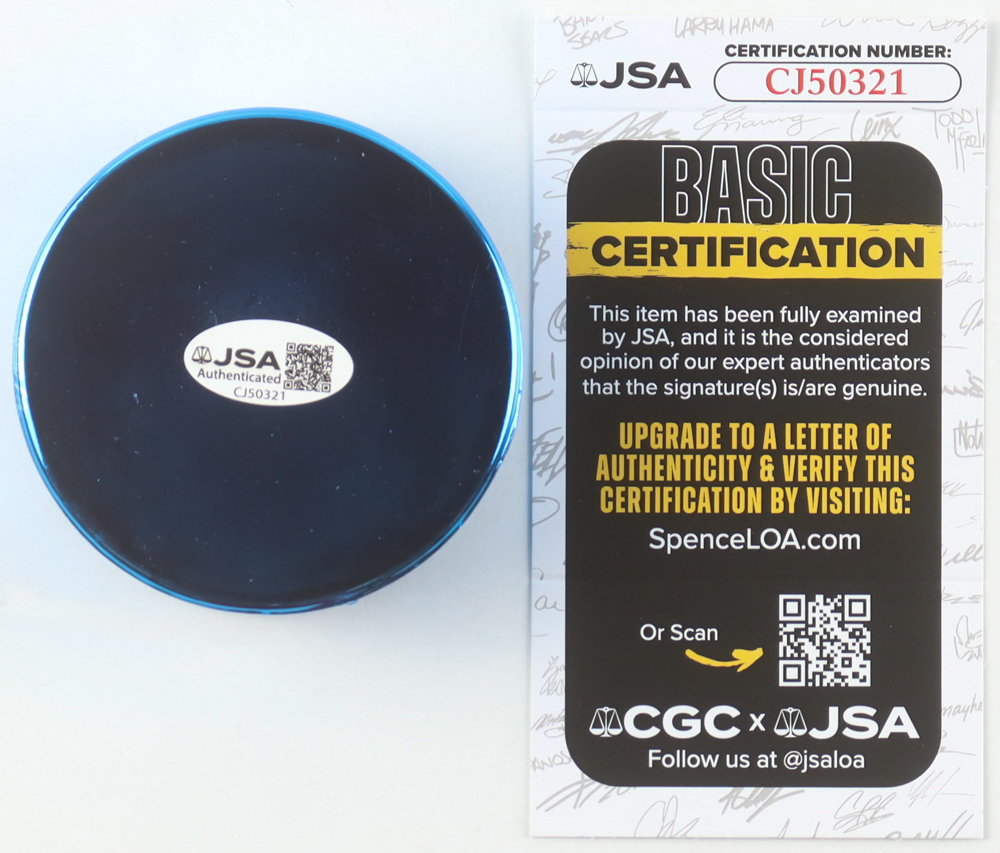 JSA
Authenticated
CJ50321
LARRY HAMA
CERTIFICATION NUMBER:
JSA
CJ50321
BASIC
CERTIFICATION
This item has been fully examined
by JSA, and it is the considered
opinion of our expert authenticators
that the signature(s) is/are genuine.
UPGRADE TO A LETTER OF
AUTHENTICITY & VERIFY THIS
CERTIFICATION BY VISITING:
SpenceLOA.com
Or Scan
CGC x JSA
Follow us at @jsaloa